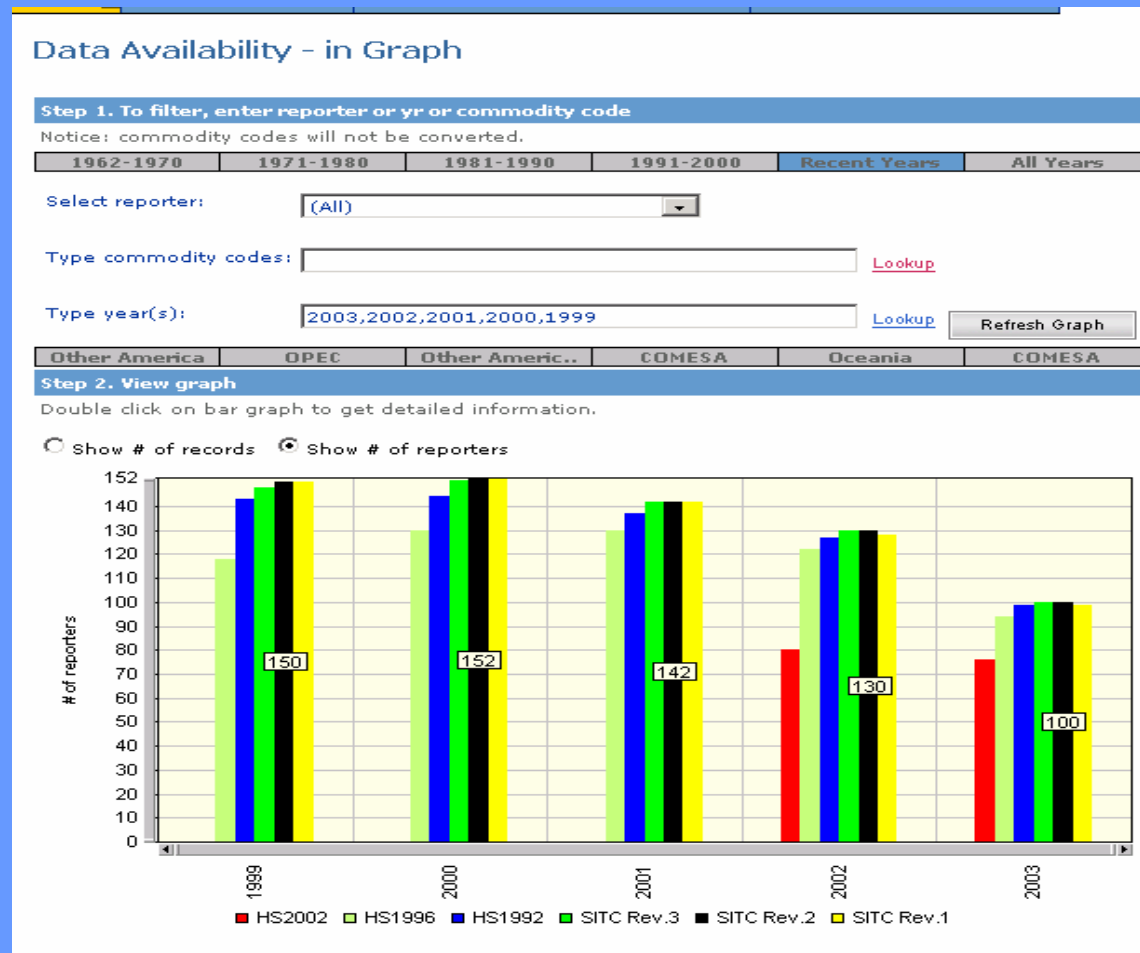 Data Availability - in Graph
Step 1. To filter, enter reporter or yr or commodity code
Notice: commodity codes will not be converted.
1962-1970 1971-1980 1981-1990 1991-2000 Recent Years All Years
Select reporter: (All)
Type commodity codes: Lookup
Type year(s): 2003,2002,2001,2000,1999 Lookup Refresh Graph
Other America OPEC Other Americ.. COMESA Oceania COMESA
Step 2. View graph
Double click on bar graph to get detailed information.
Show # of records Show # of reporters
# of reporters
152
140
130
120
110
100
90
80
70
60
50
40
30
20
10
0
150
152
142
130
100
1999 2000 2001 2002 2003
HS2002 HS1996 HS1992 SITC Rev.3 SITC Rev.2 SITC Rev.1